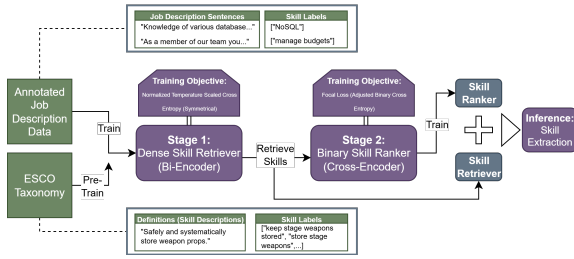 Job Description Sentences
Skill Labels
"Knowledge of various database..."
["NoSQL"]
"As a member of our team you..."
["manage budgets"]
Annotated
Job
Description
Data
Training Objective:
Normalized Temperature Scaled Cross
Entropy (Symmetrical)
Training Objective:
Focal Loss (Adjusted Binary Cross
Entropy)
Skill
Ranker
Train
Stage 1:
Dense Skill Retriever
(Bi-Encoder)
Retrieve
Skills
Stage 2:
Binary Skill Ranker
(Cross-Encoder)
Train
Inference:
Skill
Extraction
ESCO
Taxonomy
Pre-
Train
Skill
Retriever
Definitions (Skill Descriptions)
Skill Labels
"Safely and systematically
store weapon props."
["keep stage weapons
stored", "store stage
weapons",...]